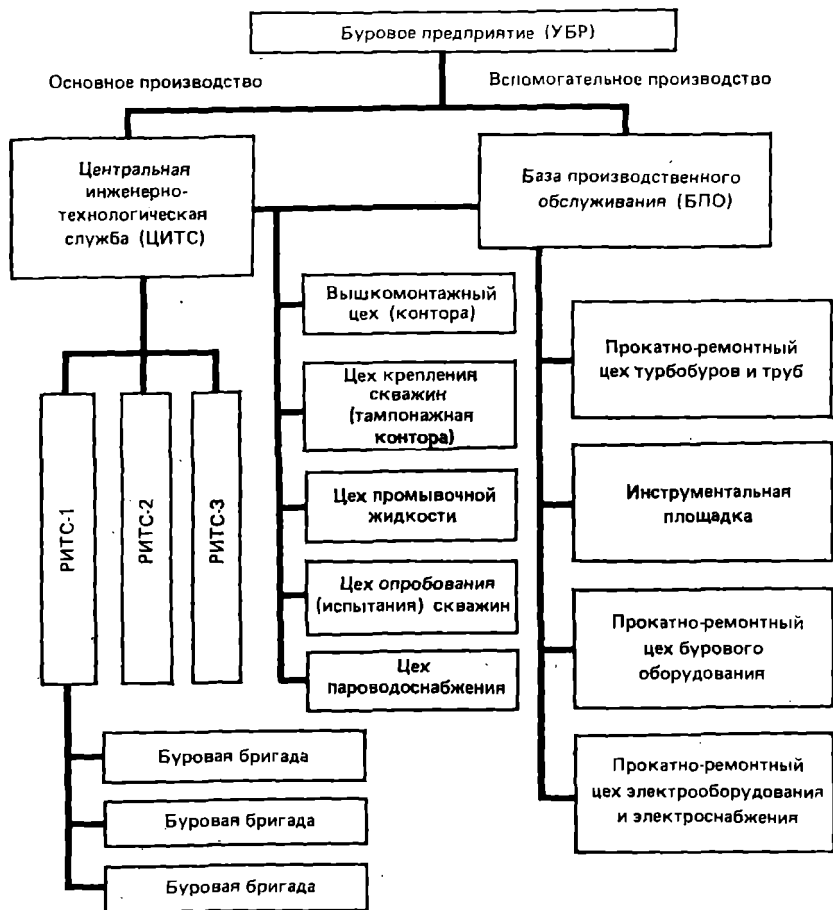 Буровое предприятие (УБР)
Основное производство
Вспомогательное производство
Центральная
инженерно-
технологическая
служба (ЦИТС)
База производственного
обслуживания (БПО)
Вышкомонтажный
цех (контора)
Цех крепления
скважин
(тампонажная
контора)
Цех промывочной
жидкости
Цех опробования
(испытания) скважин
Цех
пароводоснабжения
Прокатно-ремонтный
цех турбобуров и труб
Инструментальная
площадка
Прокатно-ремонтный
цех бурового
оборудования
Прокатно-ремонтный
цех электрооборудования
и электроснабжения
РИТС-1
РИТС-2
РИТС-3
Буровая бригада
Буровая бригада
Буровая бригада